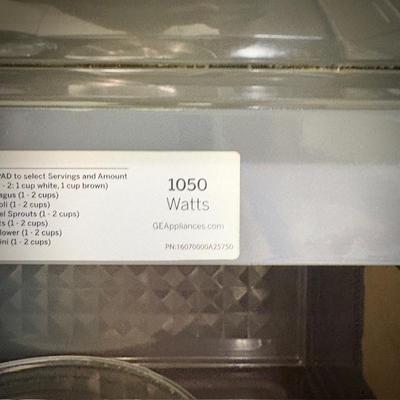 PAD to select Servings and Amount
- 2: 1 cup white, 1 cup brown)
agus (1 - 2 cups)
oli (1 - 2 cups)
el Sprouts (1 - 2 cups)
ts (1 - 2 cups)
lower (1 - 2 cups)
ini (1 - 2 cups)
1050
Watts
GEAppliances.com
PN:16070000A25750